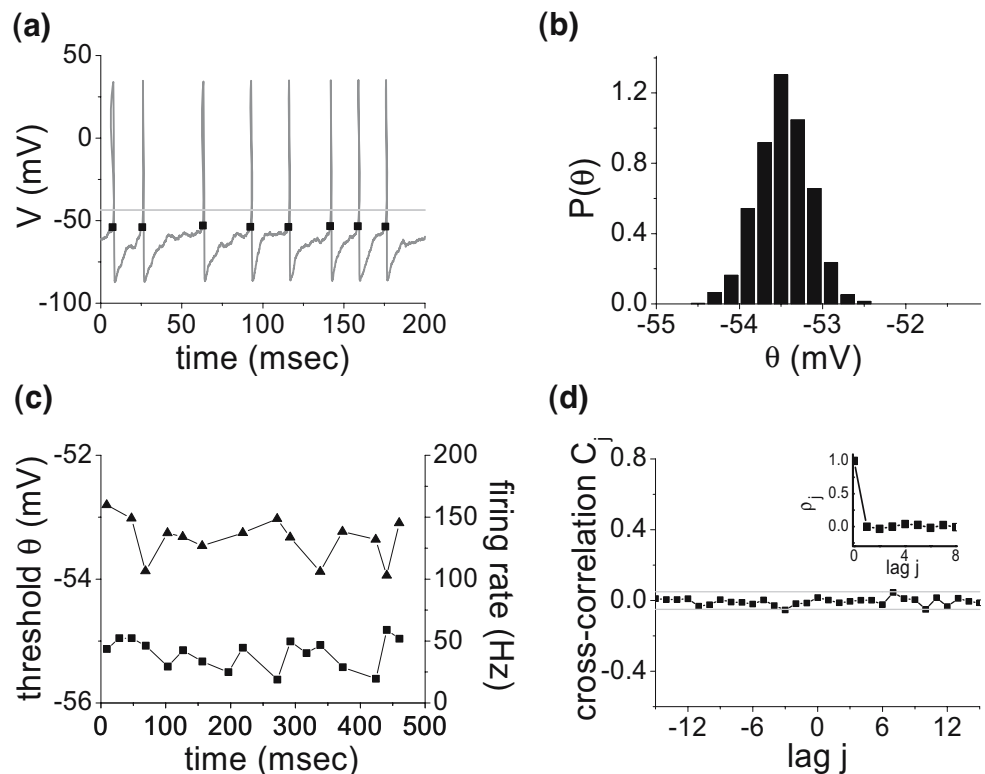 (a)
50
0
-50
-100
V (mV)
0 50 100 150 200
time (msec)
(b)
1.2
0.8
0.4
0.0
P(θ)
-55 -54 -53 -52
θ (mV)
(c)
-52
-54
-56
threshold θ (mV)
200
150
100
50
0
firing rate (Hz)
0 100 200 300 400 500
time (msec)
(d)
0.8
0.4
0.0
-0.4
cross-correlation C_j
1.0
0.5
0.0
ρ_j
0 4 8
lag j
-12 -6 0 6 12
lag j